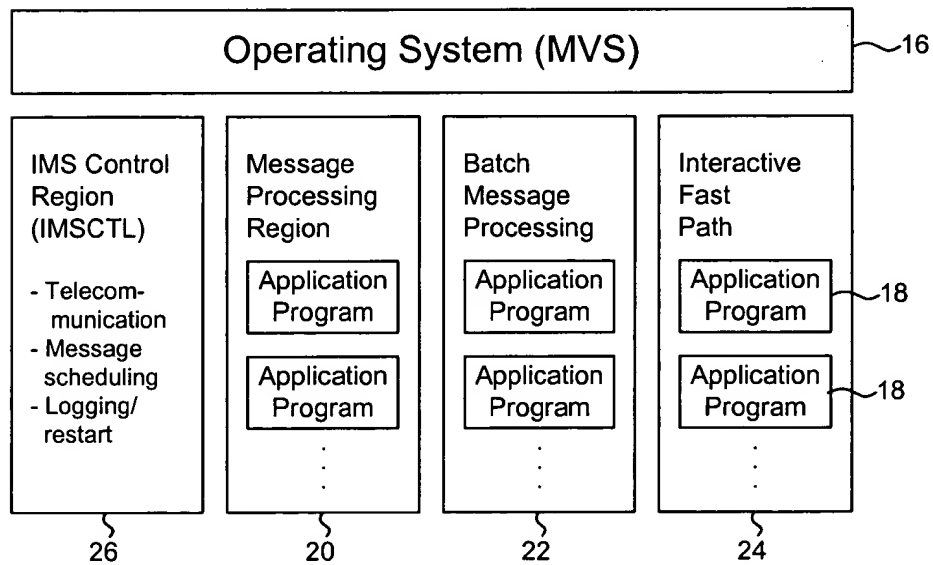 Operating System (MVS)
16
IMS Control
Region
(IMSCTL)
- Telecom-
munication
- Message
scheduling
- Logging/
restart
26
Message
Processing
Region
Application
Program
Application
Program
20
Batch
Message
Processing
Application
Program
Application
Program
22
Interactive
Fast
Path
Application
Program
18
Application
Program
18
24